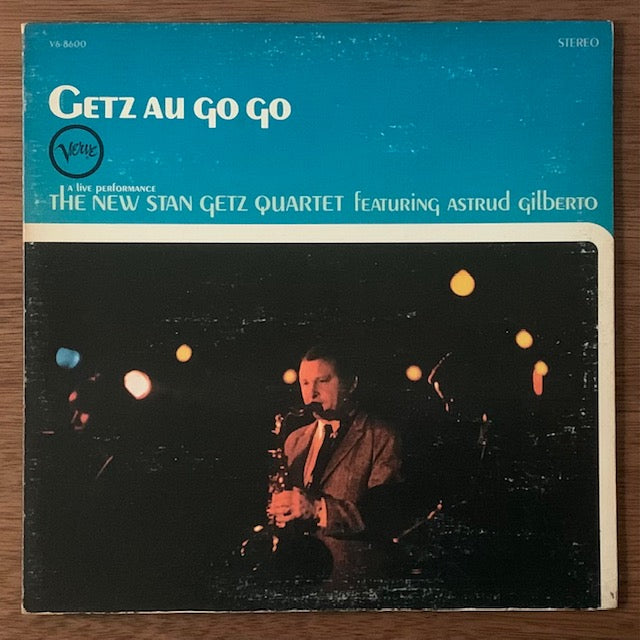 V6-8600 STEREO
GETZ AU GO GO
Verve
A LIVE PERFORMANCE
THE NEW STAN GETZ QUARTET FEATURING ASTRUD GILBERTO